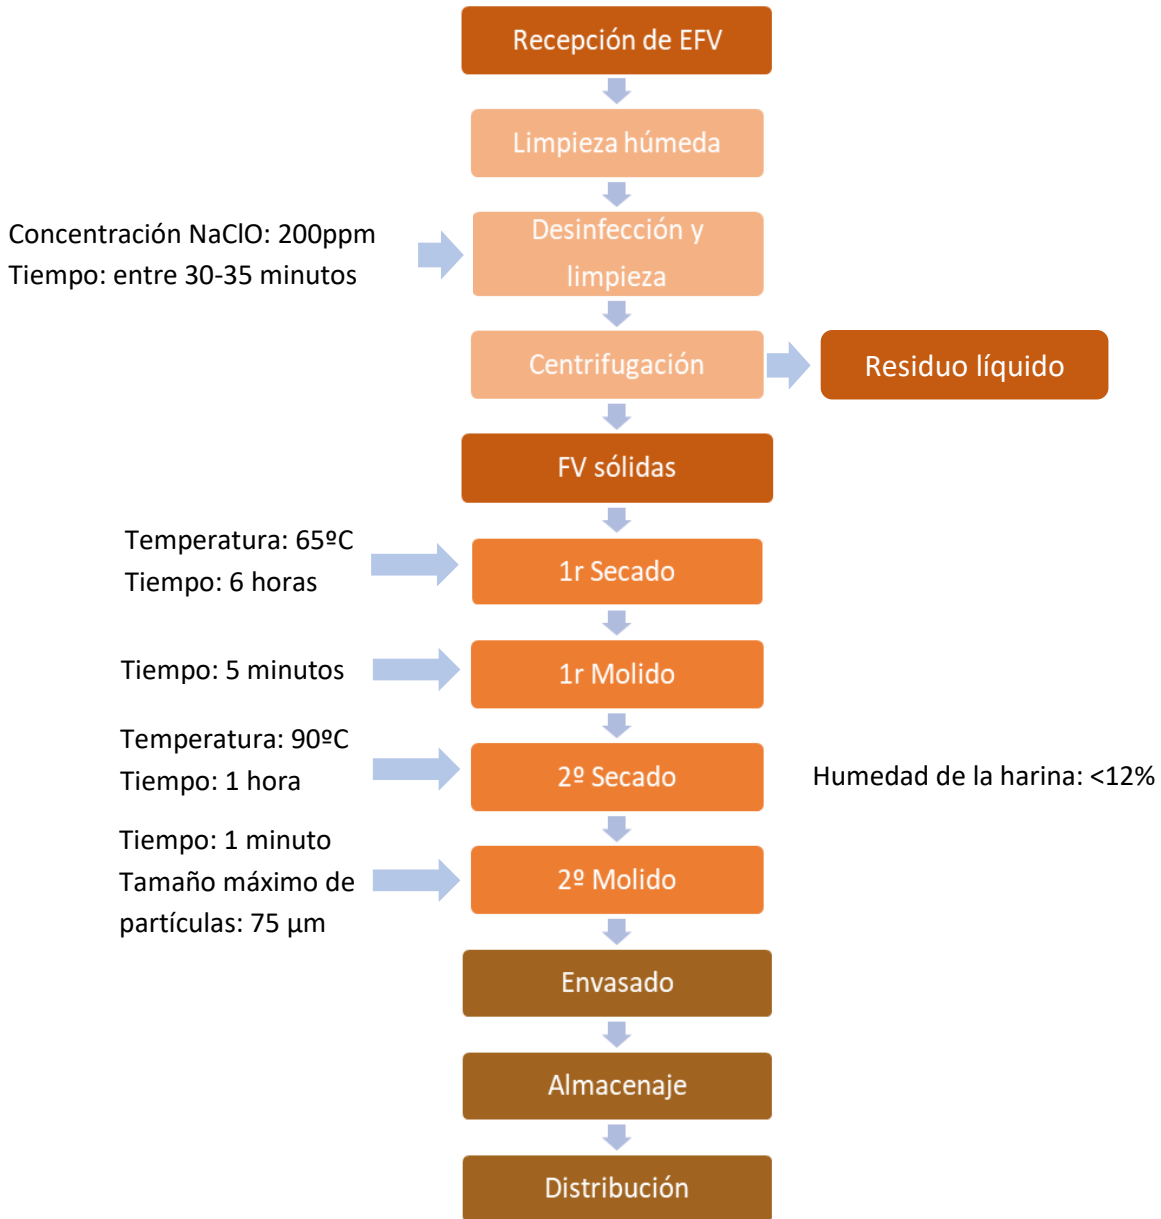 Recepción de EFV
Limpieza húmeda
Concentración NaClO: 200ppm
Tiempo: entre 30-35 minutos
Desinfección y
limpieza
Centrifugación
Residuo líquido
FV sólidas
Temperatura: 65ºC
Tiempo: 6 horas
1r Secado
Tiempo: 5 minutos
1r Molido
Temperatura: 90ºC
Tiempo: 1 hora
2º Secado
Humedad de la harina: <12%
Tiempo: 1 minuto
Tamaño máximo de
partículas: 75 µm
2º Molido
Envasado
Almacenaje
Distribución